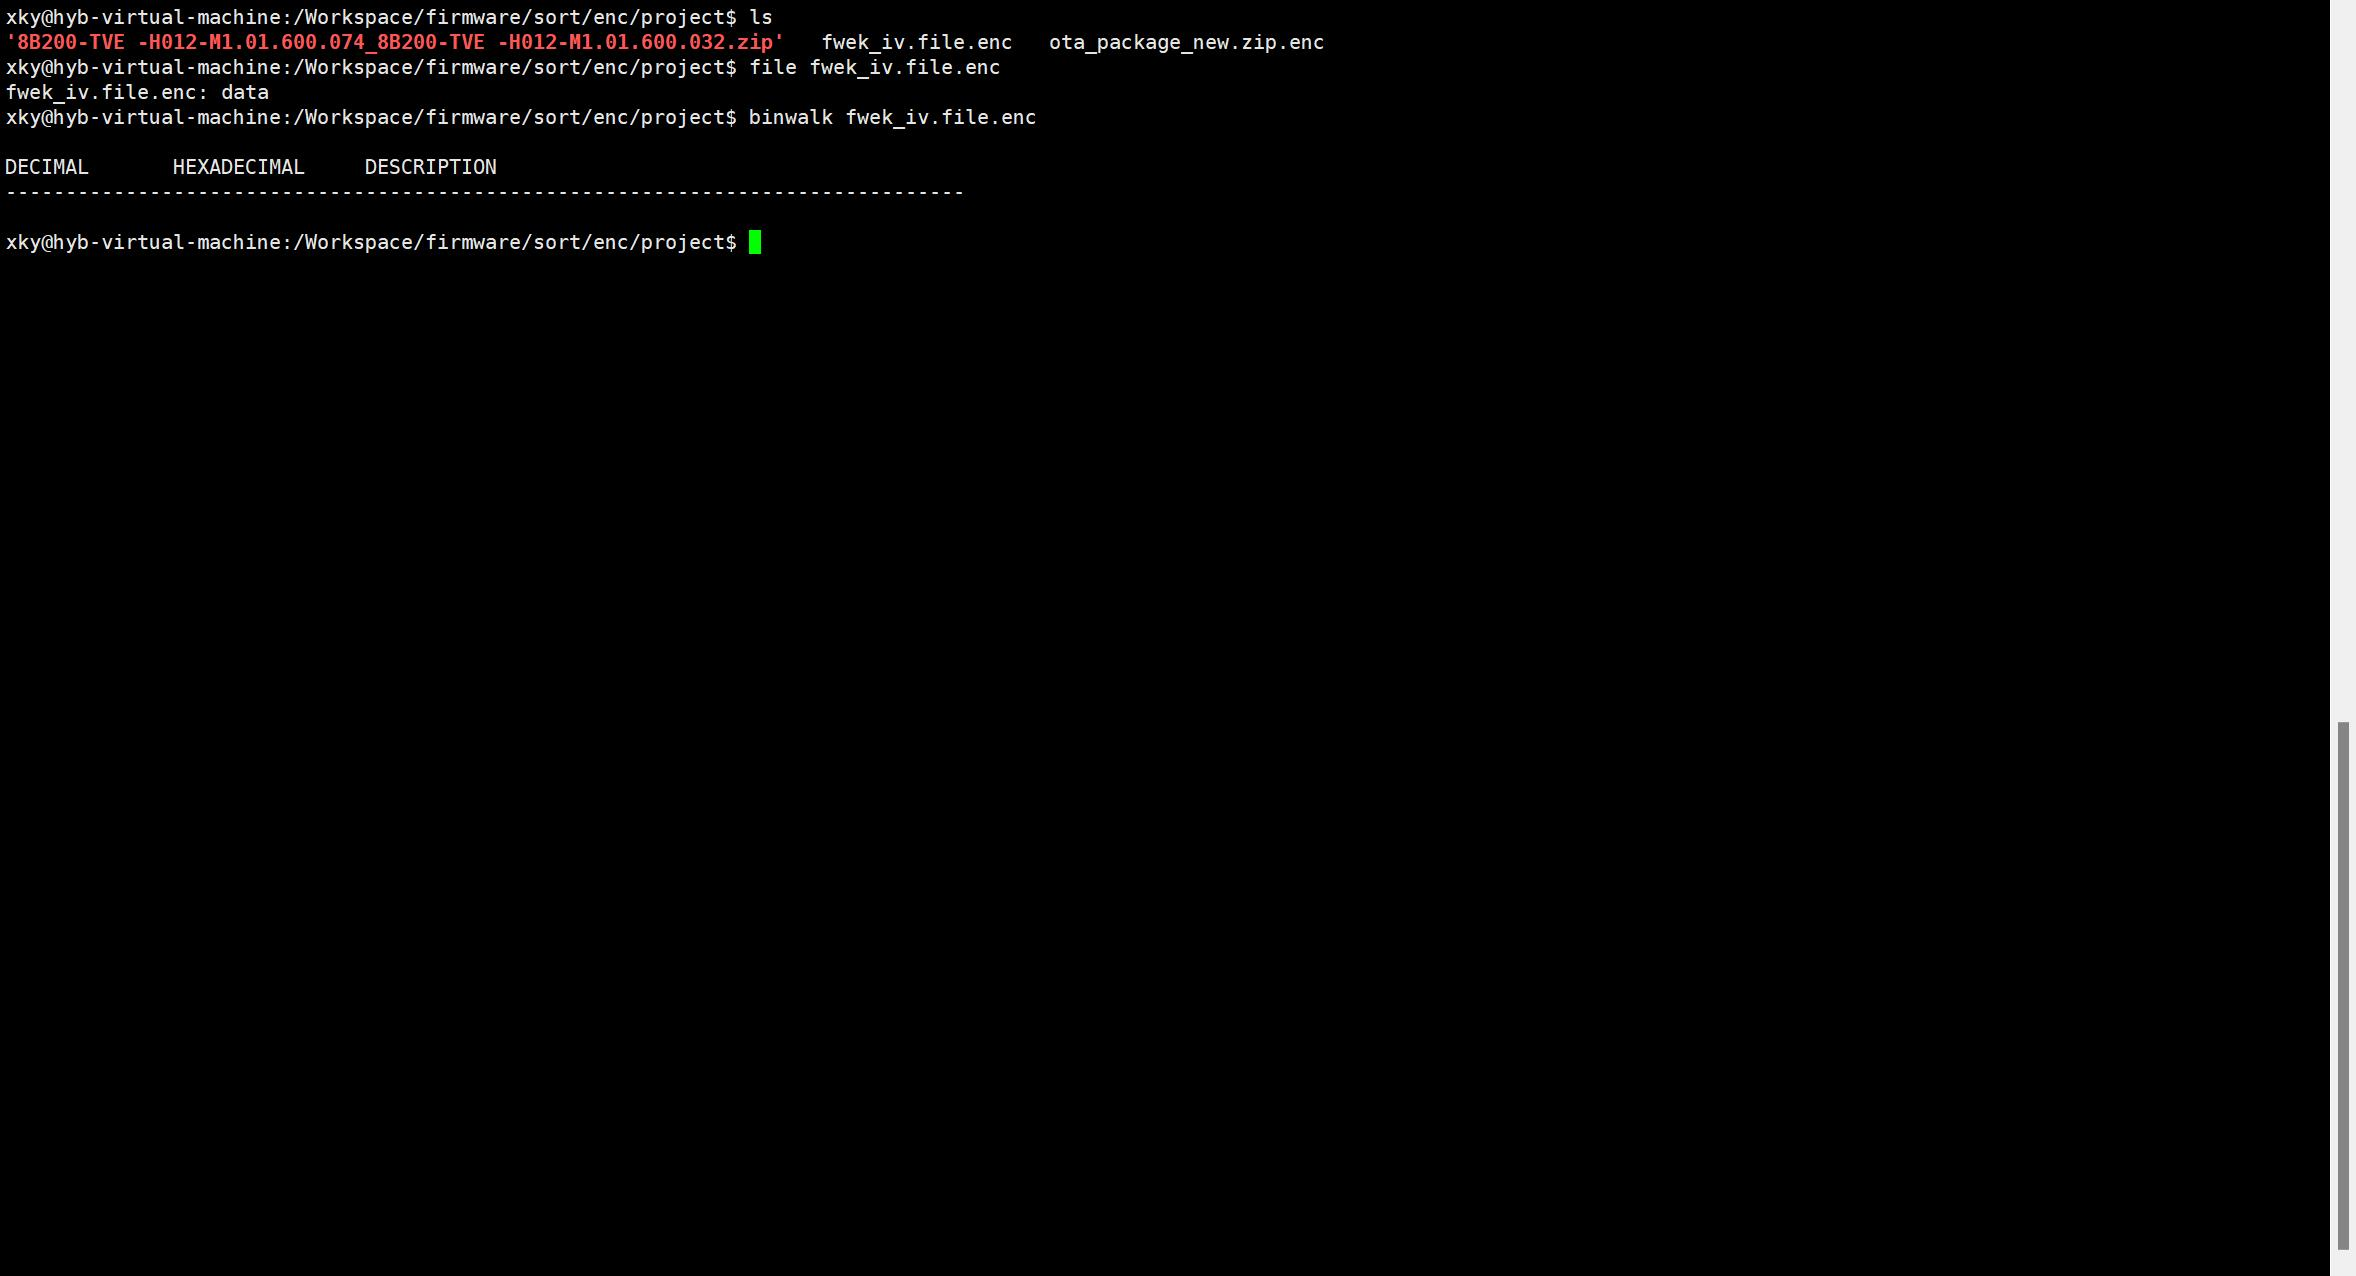 xky@hyb-virtual-machine:/Workspace/firmware/sort/enc/project$ ls
'8B200-TVE -H012-M1.01.600.074_8B200-TVE -H012-M1.01.600.032.zip'   fwek_iv.file.enc   ota_package_new.zip.enc
xky@hyb-virtual-machine:/Workspace/firmware/sort/enc/project$ file fwek_iv.file.enc
fwek_iv.file.enc: data
xky@hyb-virtual-machine:/Workspace/firmware/sort/enc/project$ binwalk fwek_iv.file.enc
DECIMAL       HEXADECIMAL     DESCRIPTION
--------------------------------------------------------------------------------
xky@hyb-virtual-machine:/Workspace/firmware/sort/enc/project$